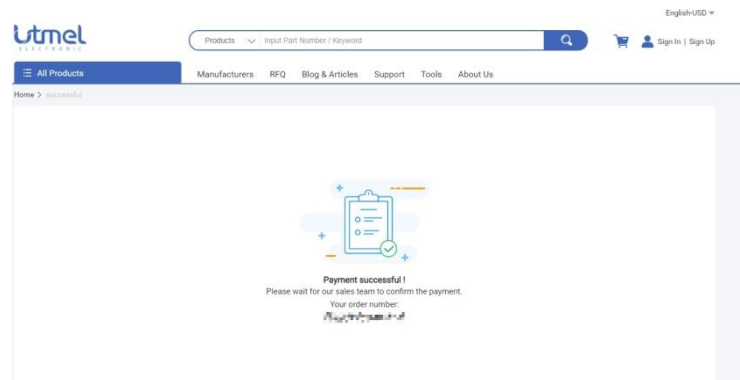 English-USD
Utmel
ELECTRONIC
Products
Input Part Number / Keyword
Sign In | Sign Up
All Products
Manufacturers
RFQ
Blog & Articles
Support
Tools
About Us
Home > successful
Payment successful !
Please wait for our sales team to confirm the payment.
Your order number: